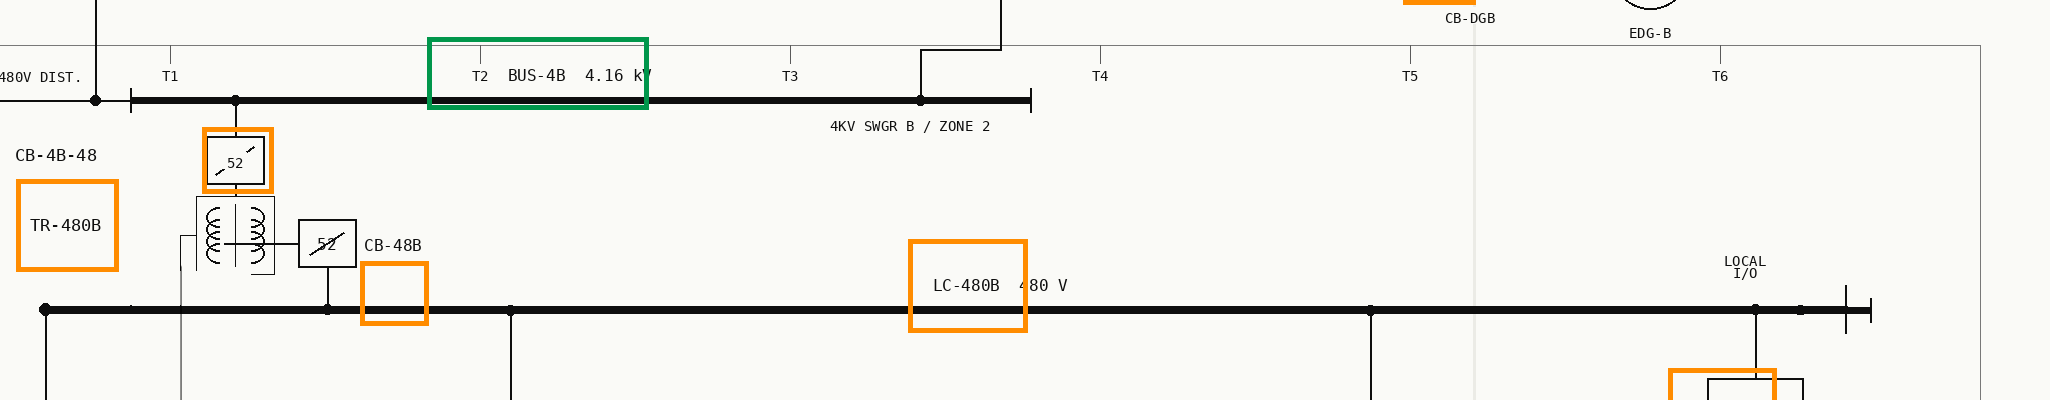 CB-DGB
EDG-B
480V DIST.
T1
T2
BUS-4B 4.16 kV
T3
T4
T5
T6
4KV SWGR B / ZONE 2
CB-4B-48
52
TR-480B
52
CB-48B
LC-480B 480 V
LOCAL
I/O